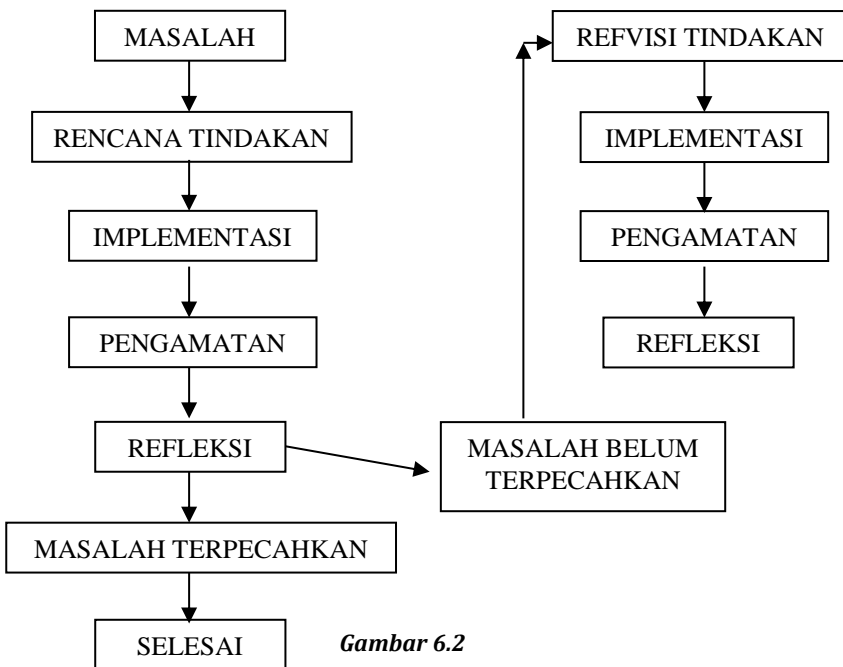 MASALAH
RENCANA TINDAKAN
IMPLEMENTASI
PENGAMATAN
REFLEKSI
MASALAH TERPECAHKAN
SELESAI
MASALAH BELUM
TERPECAHKAN
REFVISI TINDAKAN
IMPLEMENTASI
PENGAMATAN
REFLEKSI
Gambar 6.2